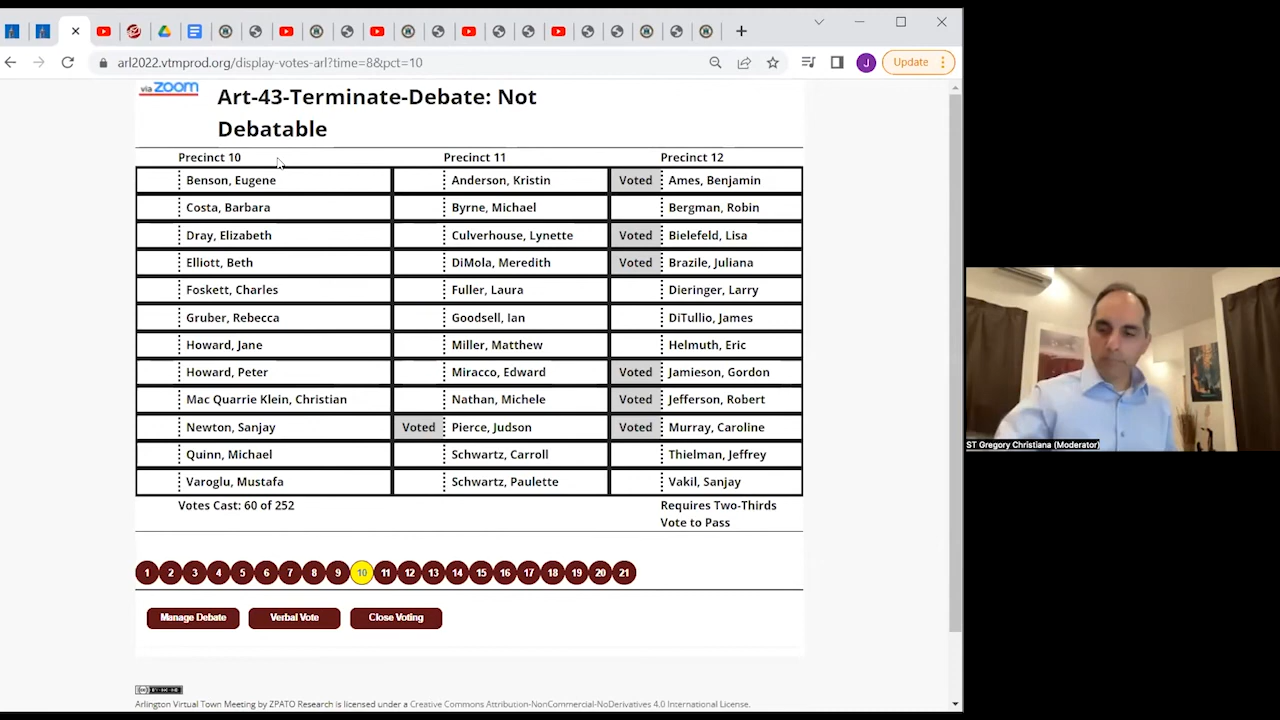 arl2022.vtmprod.org/display-votes-arl?time=8&pct=10
J
Update
via zoom
Art-43-Terminate-Debate: Not
Debatable
Precinct 10 Precinct 11 Precinct 12
Benson, Eugene Anderson, Kristin Voted Ames, Benjamin
Costa, Barbara Byrne, Michael Bergman, Robin
Dray, Elizabeth Culverhouse, Lynette Voted Bielefeld, Lisa
Elliott, Beth DiMola, Meredith Voted Brazile, Juliana
Foskett, Charles Fuller, Laura Dieringer, Larry
Gruber, Rebecca Goodsell, Ian DiTullio, James
Howard, Jane Miller, Matthew Helmuth, Eric
Howard, Peter Miracco, Edward Voted Jamieson, Gordon
Mac Quarrie Klein, Christian Nathan, Michele Voted Jefferson, Robert
Newton, Sanjay Voted Pierce, Judson Voted Murray, Caroline
Quinn, Michael Schwartz, Carroll Thielman, Jeffrey
Varoglu, Mustafa Schwartz, Paulette Vakil, Sanjay
Votes Cast: 60 of 252 Requires Two-Thirds
Vote to Pass
1 2 3 4 5 6 7 8 9 10 11 12 13 14 15 16 17 18 19 20 21
Manage Debate Verbal Vote Close Voting
Arlington Virtual Town Meeting by ZPATO Research is licensed under a Creative Commons Attribution-NonCommercial-NoDerivatives 4.0 International License.
ST Gregory Christiana (Moderator)